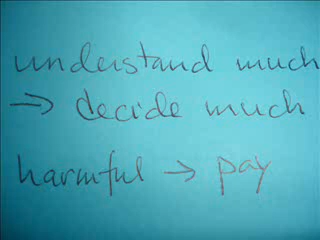 understand much
→ decide much
harmful → pay